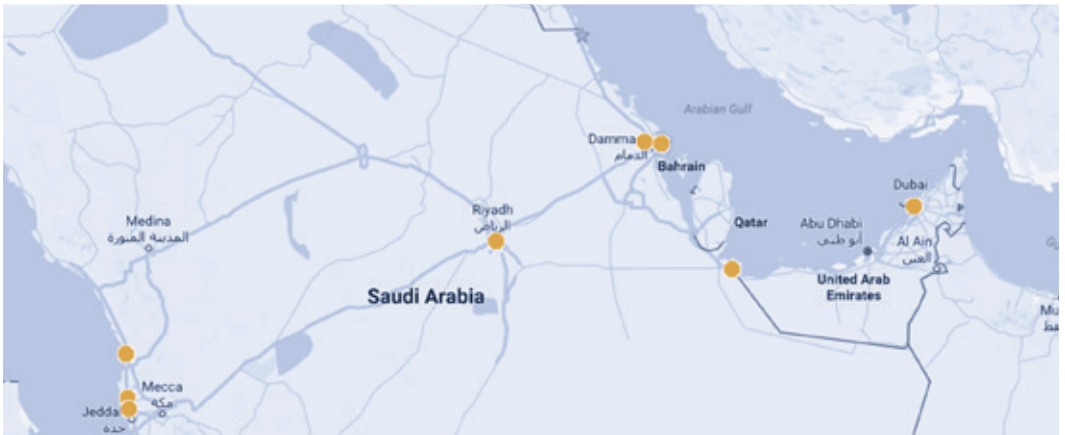 Arabian Gulf
Damma
الدمام
Bahrain
Dubai
Medina
المدينة المنورة
Riyadh
الرياض
Qatar
Abu Dhabi
أبو ظبي
Al Ain
العين
United Arab
Emirates
Saudi Arabia
Mu
Mecca
مكة
Jedda
جدة